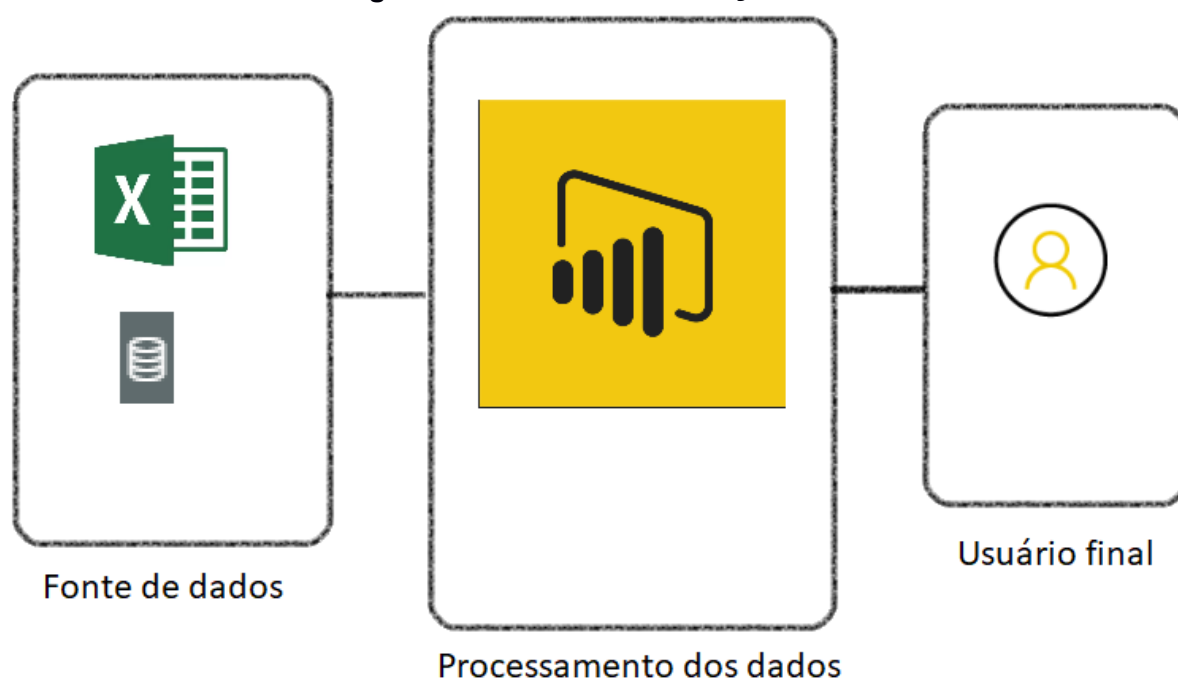 X
Fonte de dados
Processamento dos dados
Usuário final